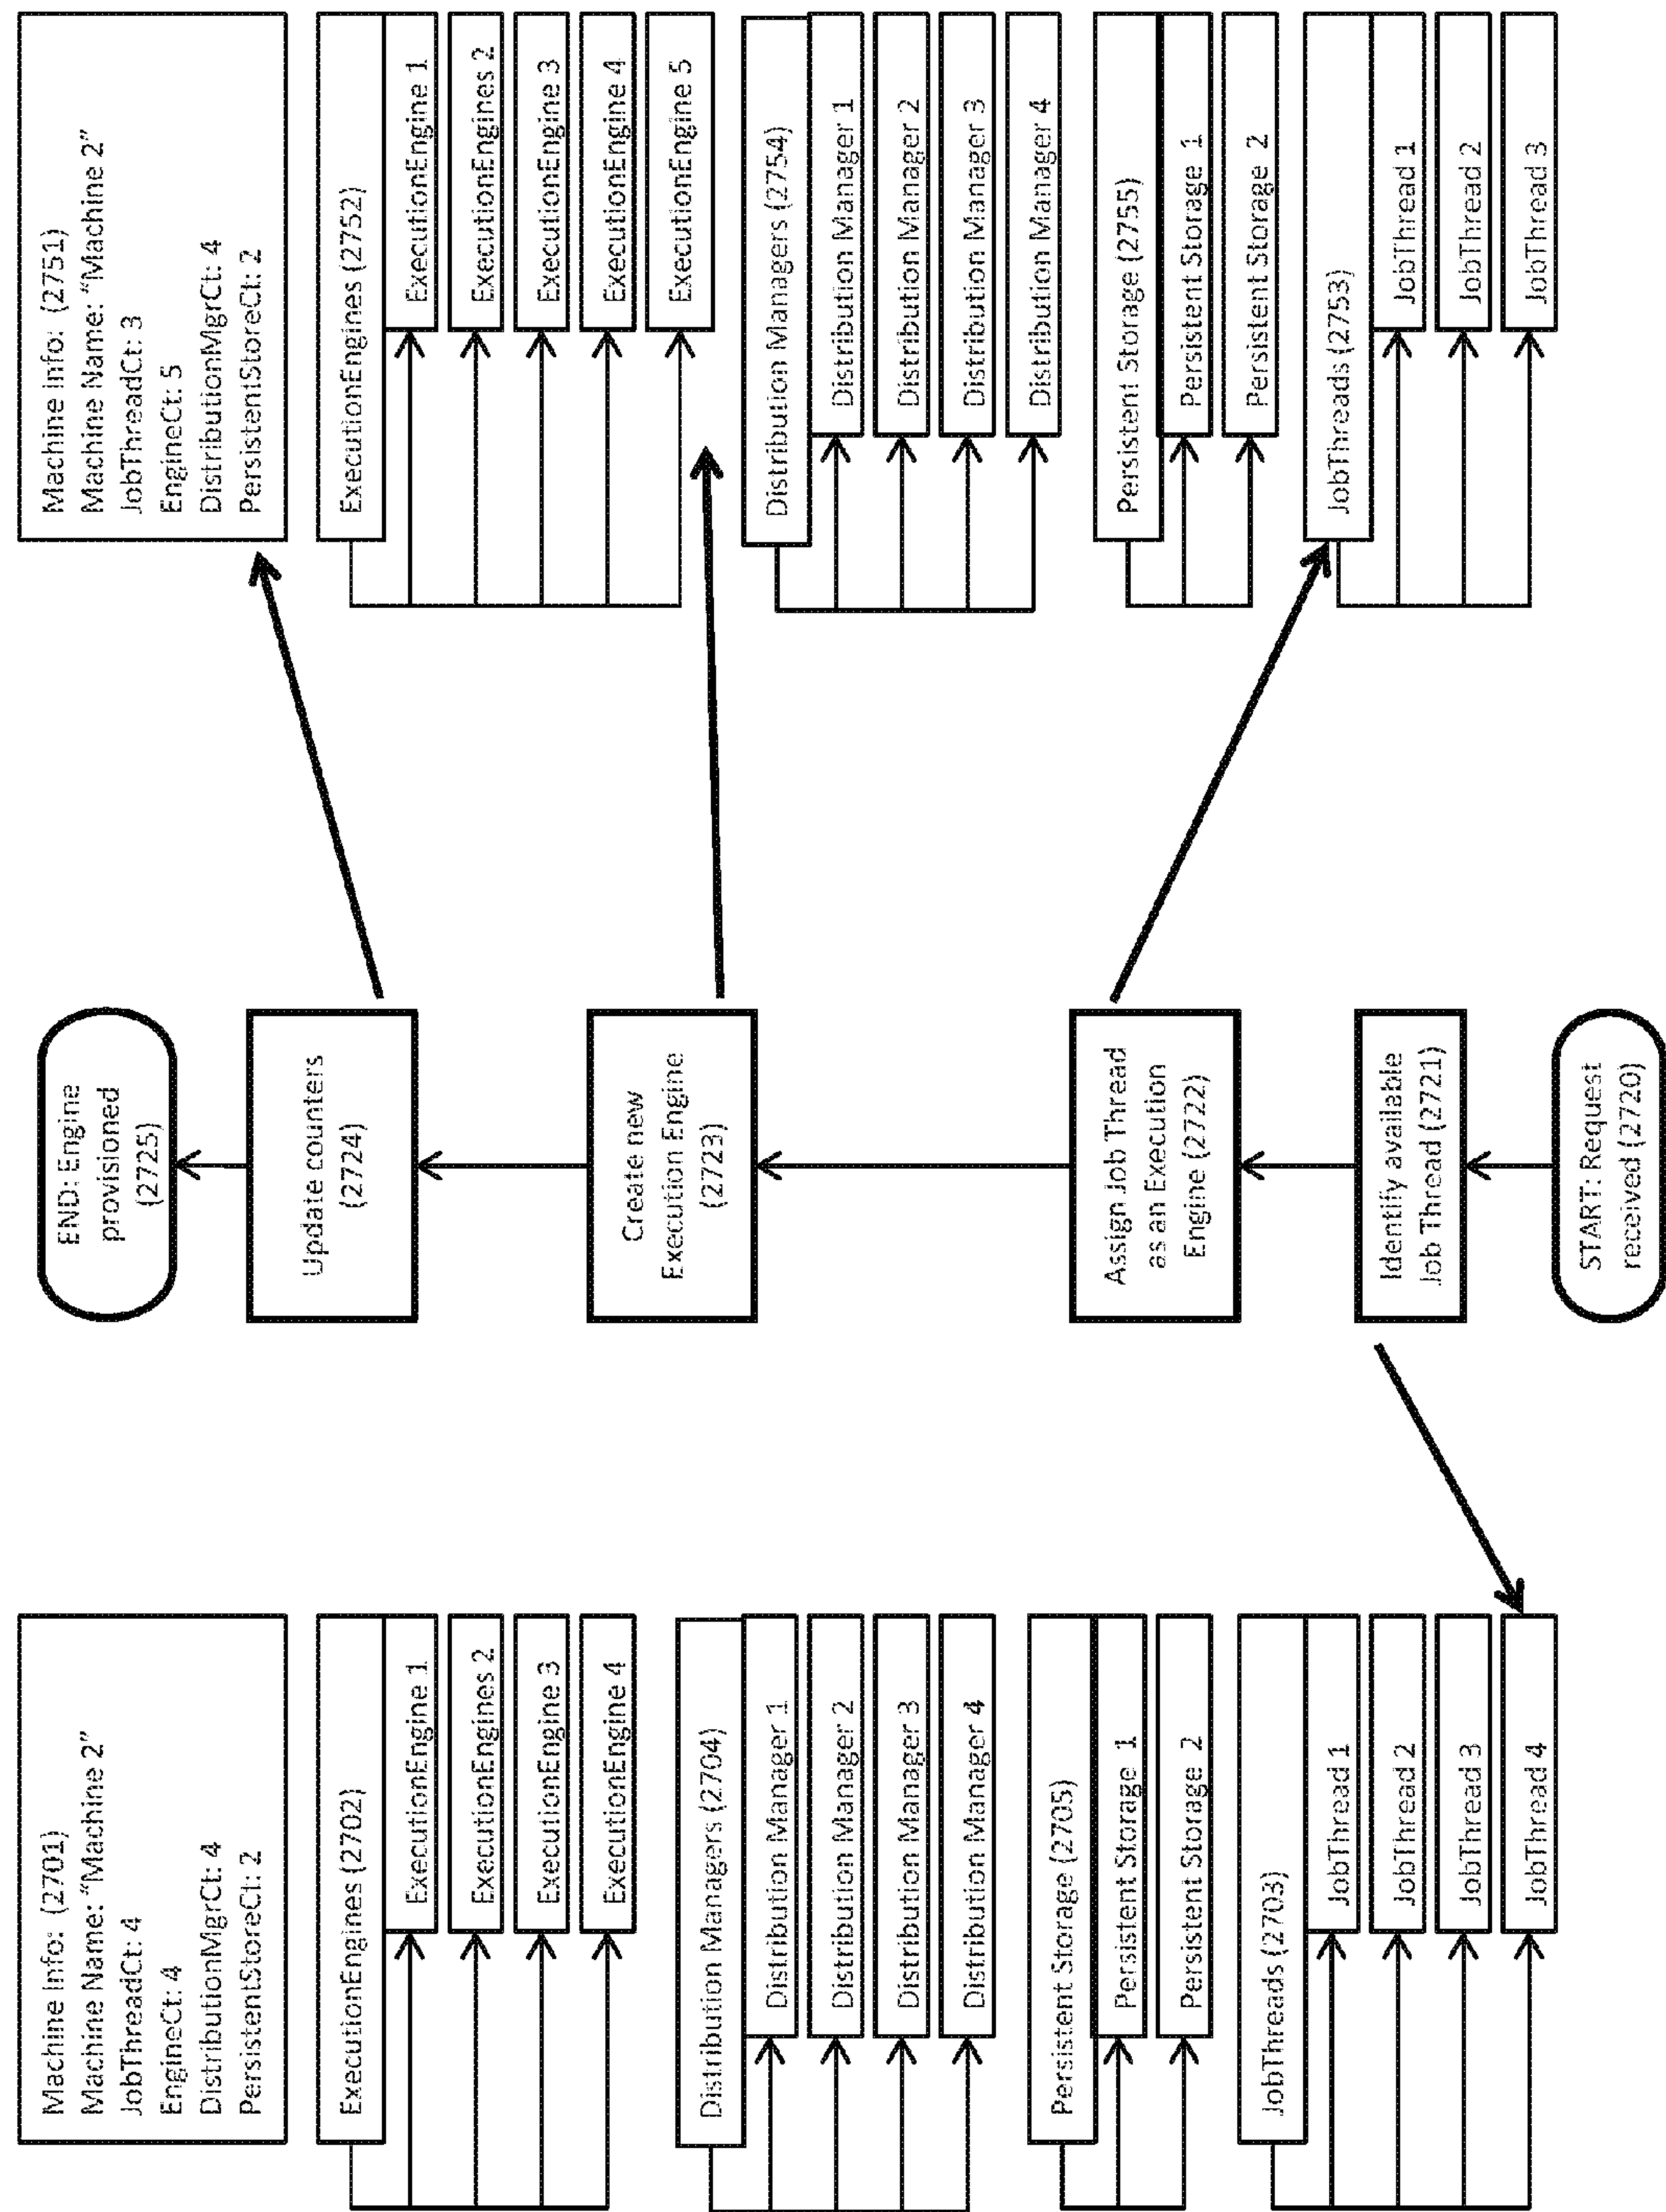 Machine Info: (2701)
Machine Name: “Machine 2”
JobThreadCt: 4
EngineCt: 4
DistributionMgrCt: 4
PersistentStoreCt: 2
ExecutionEngines (2702)
ExecutionEngine 1
ExecutionEngines 2
ExecutionEngine 3
ExecutionEngine 4
Distribution Managers (2704)
Distribution Manager 1
Distribution Manager 2
Distribution Manager 3
Distribution Manager 4
Persistent Storage (2705)
Persistent Storage 1
Persistent Storage 2
JobThreads (2703)
JobThread 1
JobThread 2
JobThread 3
JobThread 4
END: Engine
provisioned
(2725)
Update counters
(2724)
Create new
Execution Engine
(2723)
Assign Job Thread
as an Execution
Engine (2722)
Identify available
Job Thread (2721)
START: Request
received (2720)
Machine Info: (2751)
Machine Name: “Machine 2”
JobThreadCt: 3
EngineCt: 5
DistributionMgrCt: 4
PersistentStoreCt: 2
ExecutionEngines (2752)
ExecutionEngine 1
ExecutionEngines 2
ExecutionEngine 3
ExecutionEngine 4
ExecutionEngine 5
Distribution Managers (2754)
Distribution Manager 1
Distribution Manager 2
Distribution Manager 3
Distribution Manager 4
Persistent Storage (2755)
Persistent Storage 1
Persistent Storage 2
JobThreads (2753)
JobThread 1
JobThread 2
JobThread 3